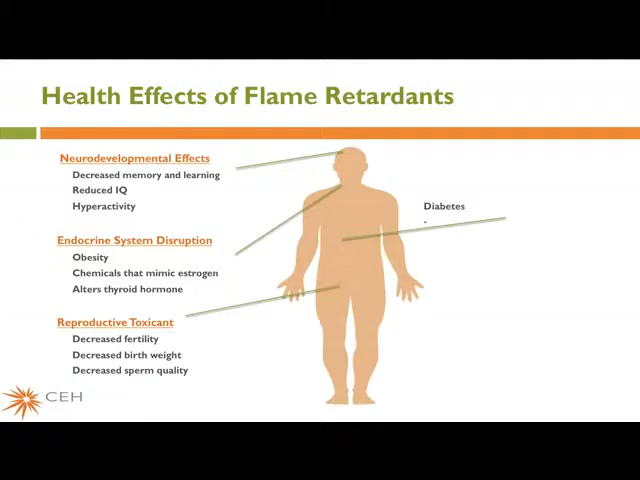 Health Effects of Flame Retardants
Neurodevelopmental Effects
Decreased memory and learning
Reduced IQ
Hyperactivity
Endocrine System Disruption
Obesity
Chemicals that mimic estrogen
Alters thyroid hormone
Reproductive Toxicant
Decreased fertility
Decreased birth weight
Decreased sperm quality
Diabetes
-
CEH